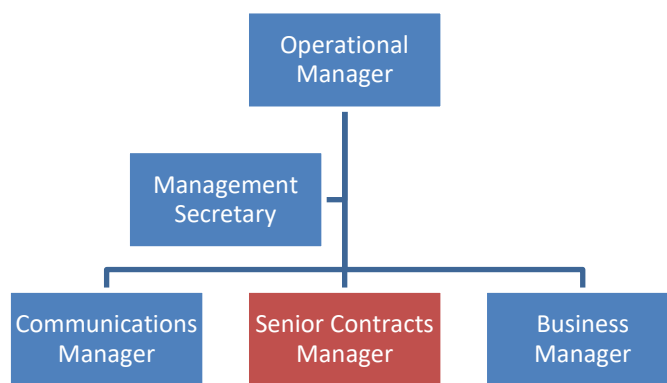 Operational
Manager
Management
Secretary
Communications
Manager
Senior Contracts
Manager
Business
Manager